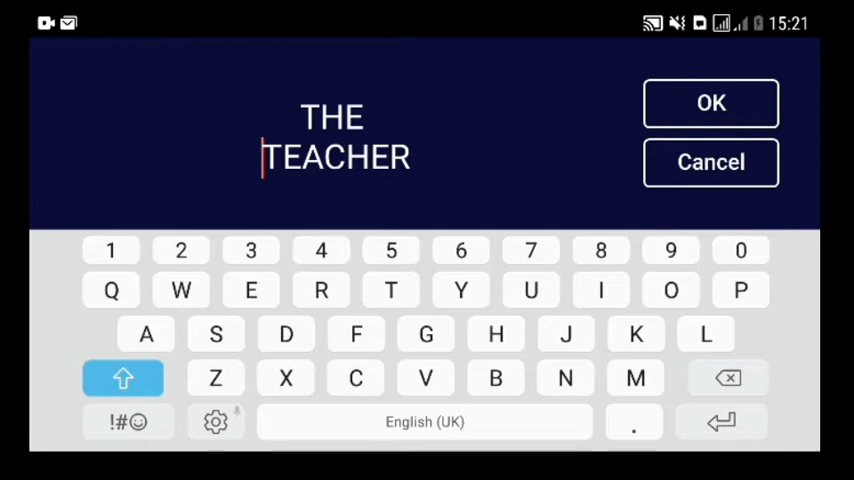 15:21
THE
TEACHER
OK
Cancel
1 2 3 4 5 6 7 8 9 0
Q W E R T Y U I O P
A S D F G H J K L
Z X C V B N M
!#☺ English (UK) .